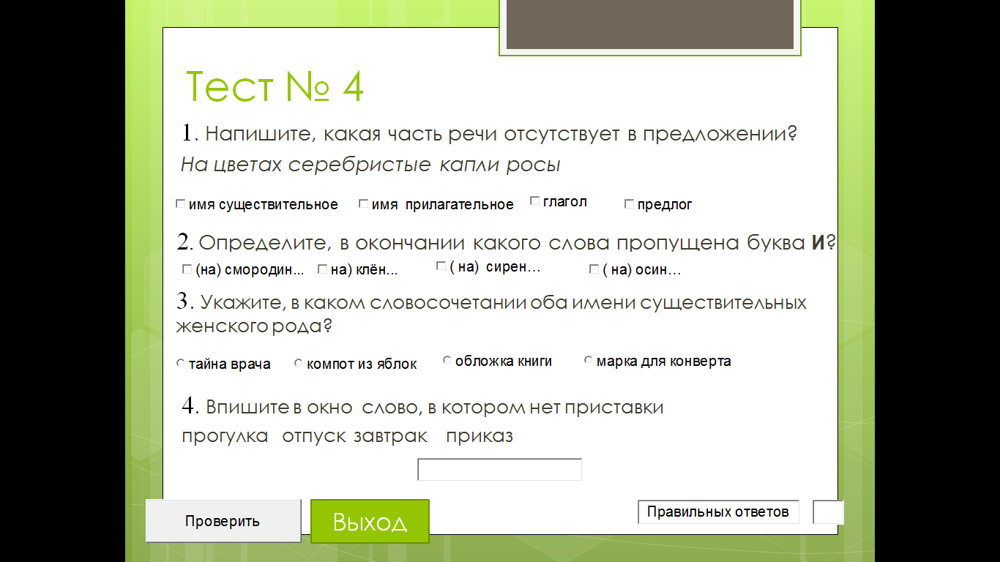 Тест № 4
1. Напишите, какая часть речи отсутствует в предложении?
На цветах серебристые капли росы
имя существительное имя прилагательное глагол предлог
2. Определите, в окончании какого слова пропущена буква И?
(на) смородин... на) клён... ( на) сирен… ( на) осин…
3. Укажите, в каком словосочетании оба имени существительных
женского рода?
тайна врача компот из яблок обложка книги марка для конверта
4. Впишите в окно слово, в котором нет приставки
прогулка отпуск завтрак приказ
Проверить Выход Правильных ответов